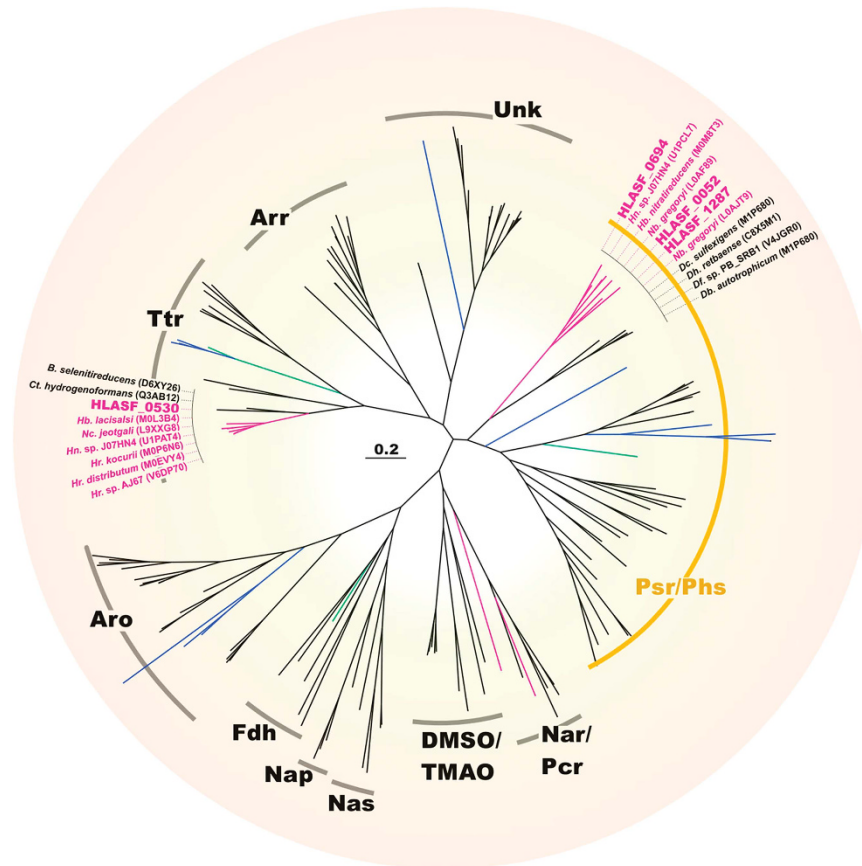 Unk
HLASF_0694
Hn. sp. J07HN4 (U1PCL7)
Hb. nitratireducens (M0M8T3)
Nb. gregoryi (L0AF89)
HLASF_0052
HLASF_1287
Nb. gregoryi (L0AJT9)
Dc. sulfexigens (M1P680)
Dh. retbaense (C8X5M1)
Df. sp. PB_SRB1 (V4JGR0)
Db. autotrophicum (M1P680)
Arr
Ttr
B. selenitireducens (D6XY26)
Ct. hydrogenoformans (Q3AB12)
HLASF_0530
Hb. lacisalsi (M0L3B4)
Nc. jeotgali (L9XXG8)
Hn. sp. J07HN4 (U1PAT4)
Hr. kocurii (M0P6N6)
Hr. distributum (M0EVY4)
Hr. sp. AJ67 (V6DP70)
0.2
Psr/Phs
Aro
Fdh
Nap
Nas
DMSO/
TMAO
Nar/
Pcr